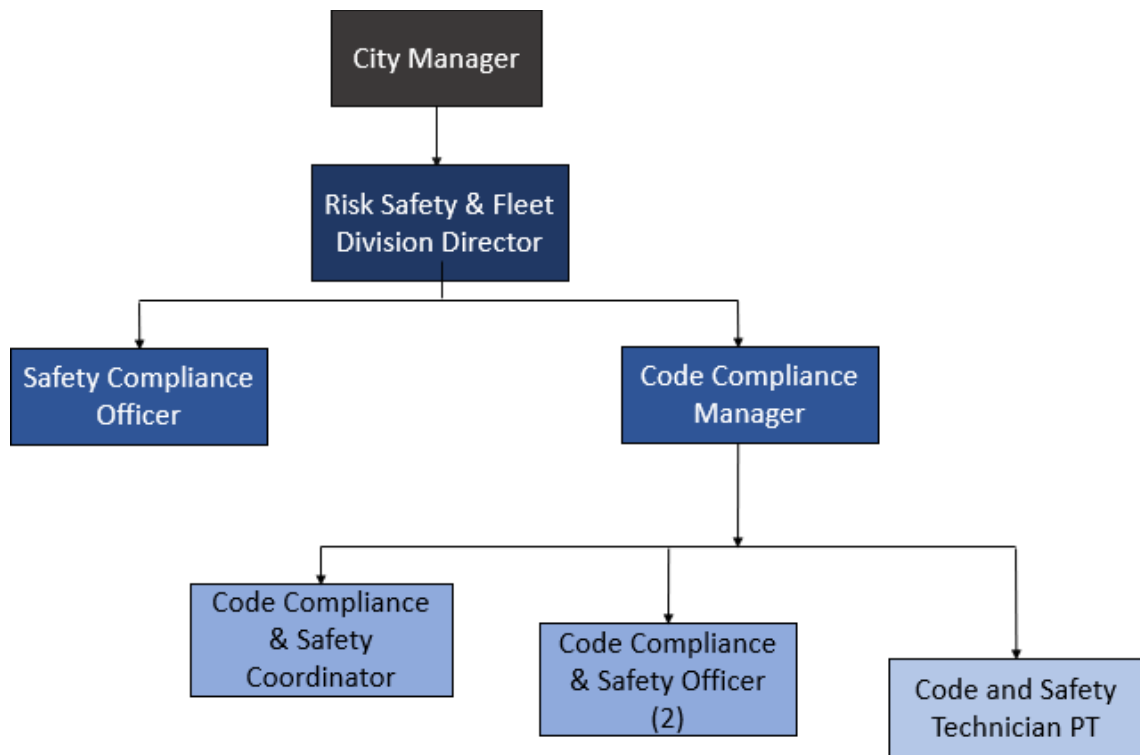 City Manager
Risk Safety & Fleet
Division Director
Safety Compliance
Officer
Code Compliance
Manager
Code Compliance
& Safety
Coordinator
Code Compliance
& Safety Officer
(2)
Code and Safety
Technician PT